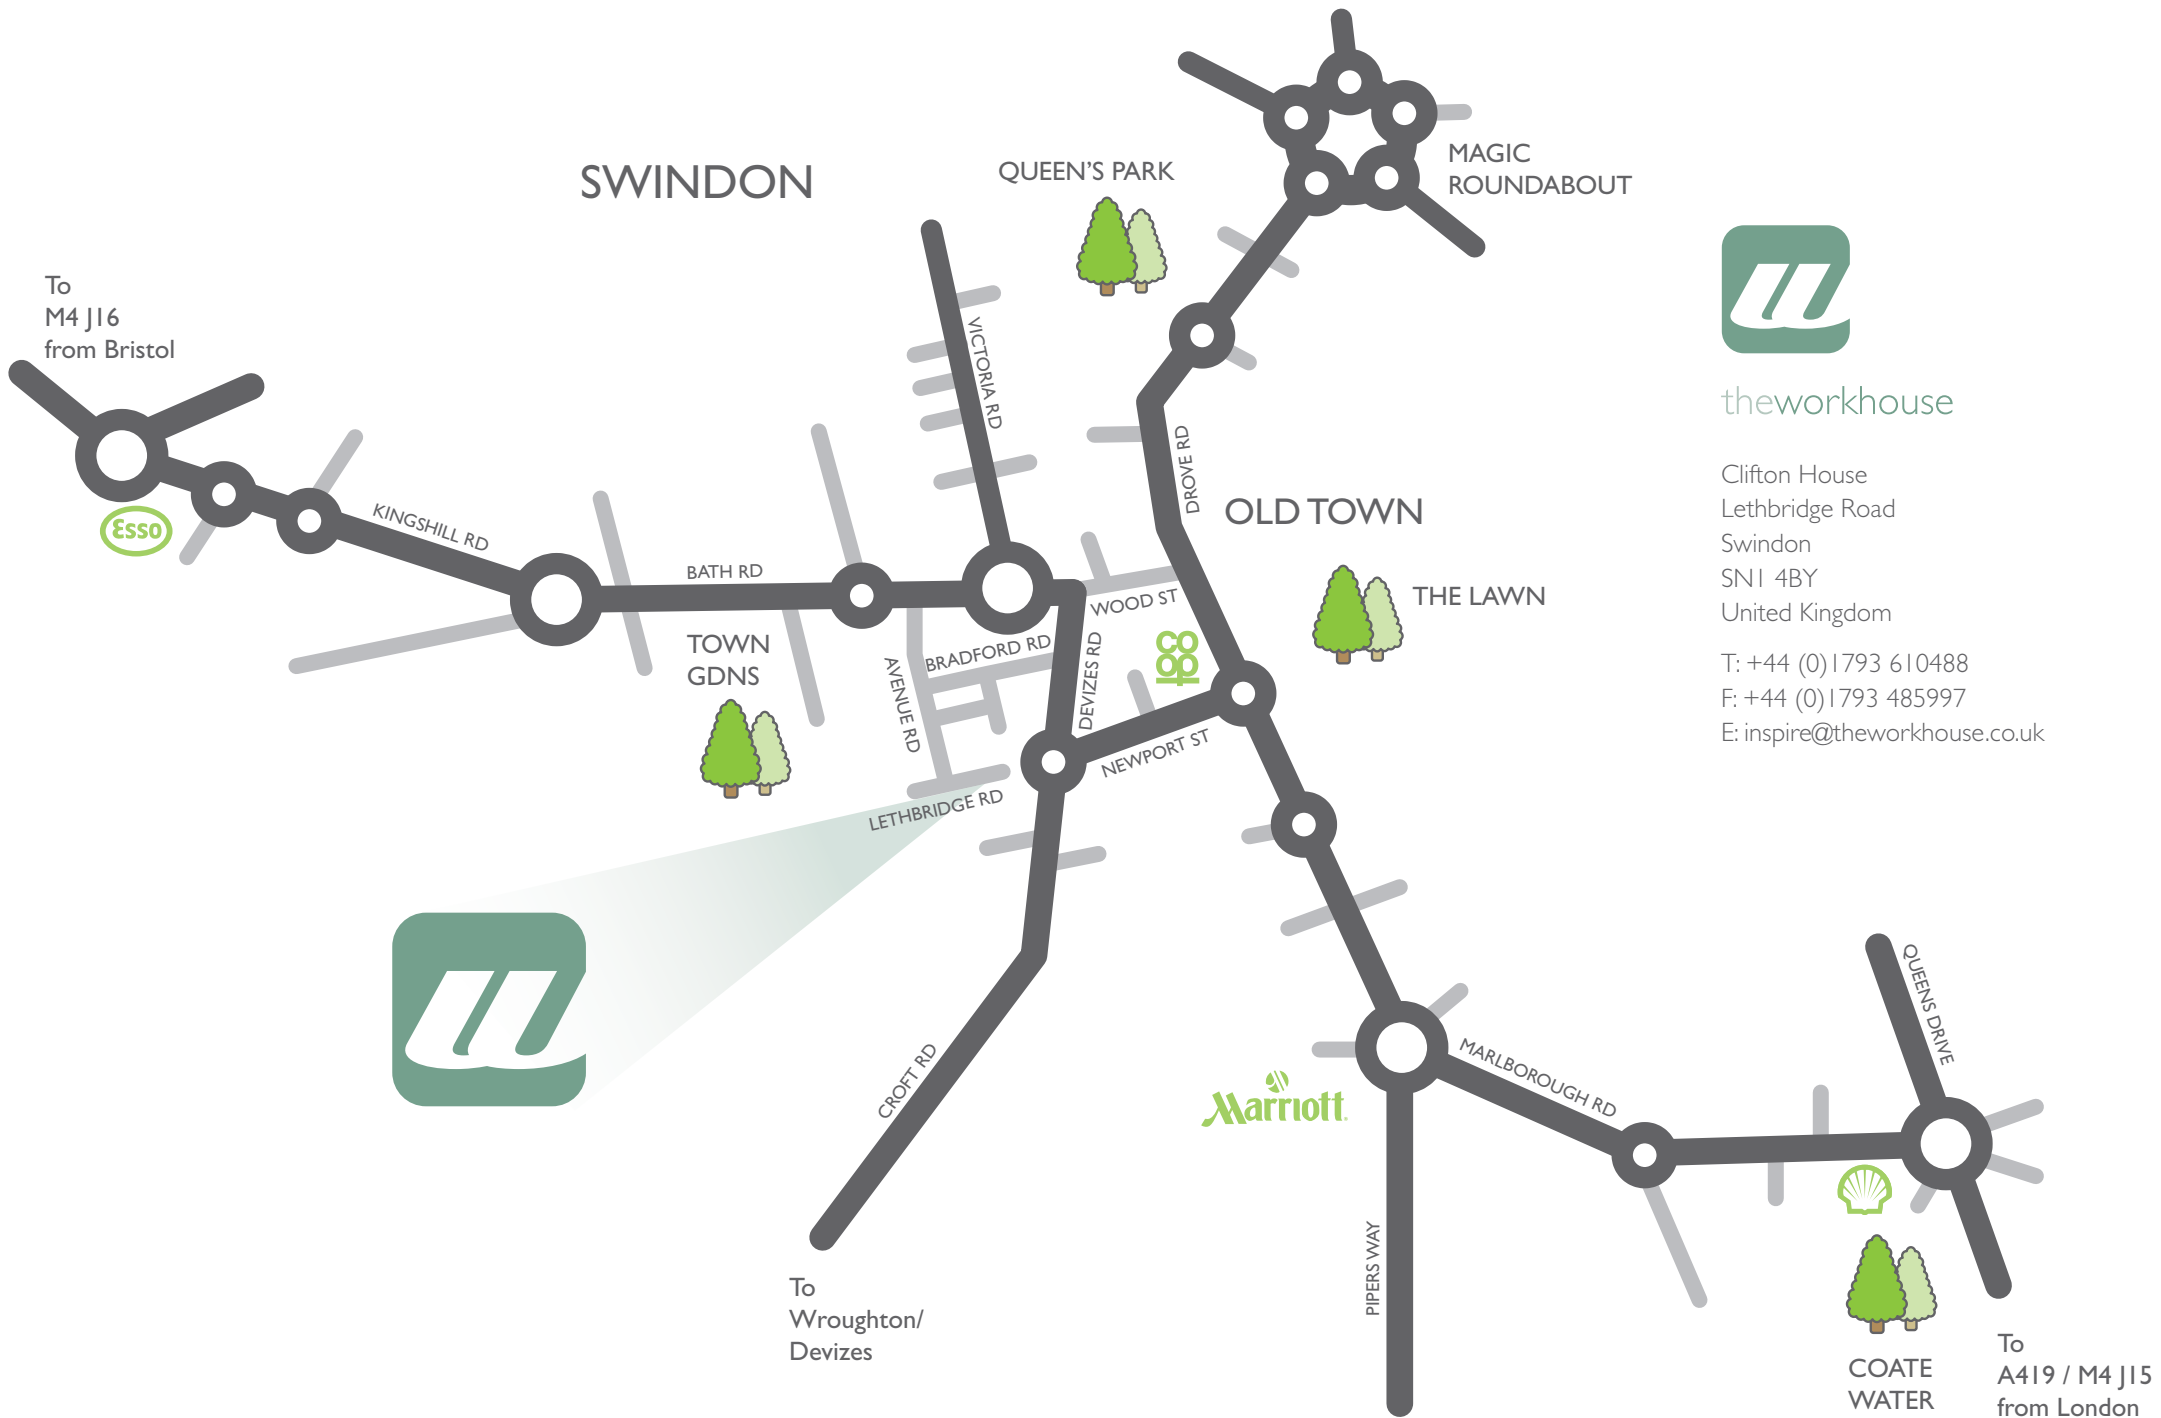 SWINDON
QUEEN'S PARK
MAGIC
ROUNDABOUT
To
M4 J16
from Bristol
Esso
KINGSHILL RD
BATH RD
VICTORIA RD
DROVE RD
OLD TOWN
THE LAWN
WOOD ST
co
op
TOWN
GDNS
BRADFORD RD
AVENUE RD
DEVIZES RD
NEWPORT ST
LETHBRIDGE RD
CROFT RD
To
Wroughton/
Devizes
Marriott
MARLBOROUGH RD
PIPERS WAY
QUEENS DRIVE
COATE
WATER
To
A419 / M4 J15
from London
theworkhouse
Clifton House
Lethbridge Road
Swindon
SN1 4BY
United Kingdom
T: +44 (0)1793 610488
F: +44 (0)1793 485997
E: inspire@theworkhouse.co.uk